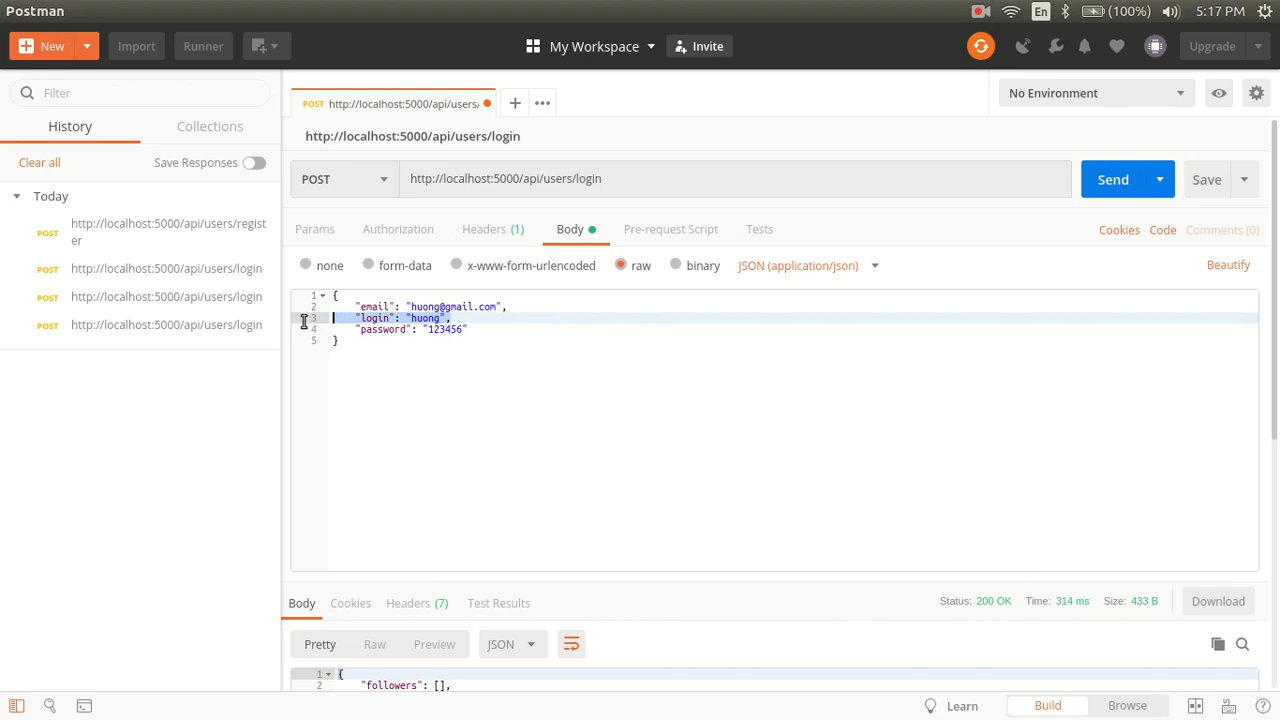 Postman
En
(100%)
5:17 PM
New
Import
Runner
My Workspace
Invite
Upgrade
Filter
History
Collections
Clear all
Save Responses
Today
POST http://localhost:5000/api/users/regist
er
POST http://localhost:5000/api/users/login
POST http://localhost:5000/api/users/login
POST http://localhost:5000/api/users/login
POST http://localhost:5000/api/users/
No Environment
http://localhost:5000/api/users/login
POST
http://localhost:5000/api/users/login
Send
Save
Params
Authorization
Headers (1)
Body
Pre-request Script
Tests
Cookies
Code
Comments (0)
none
form-data
x-www-form-urlencoded
raw
binary
JSON (application/json)
Beautify
1 {
2 "email": "huong@gmail.com",
3 "login": "huong",
4 "password": "123456"
5 }
Body
Cookies
Headers (7)
Test Results
Status: 200 OK
Time: 314 ms
Size: 433 B
Download
Pretty
Raw
Preview
JSON
1 {
2 "followers": [],
Learn
Build
Browse